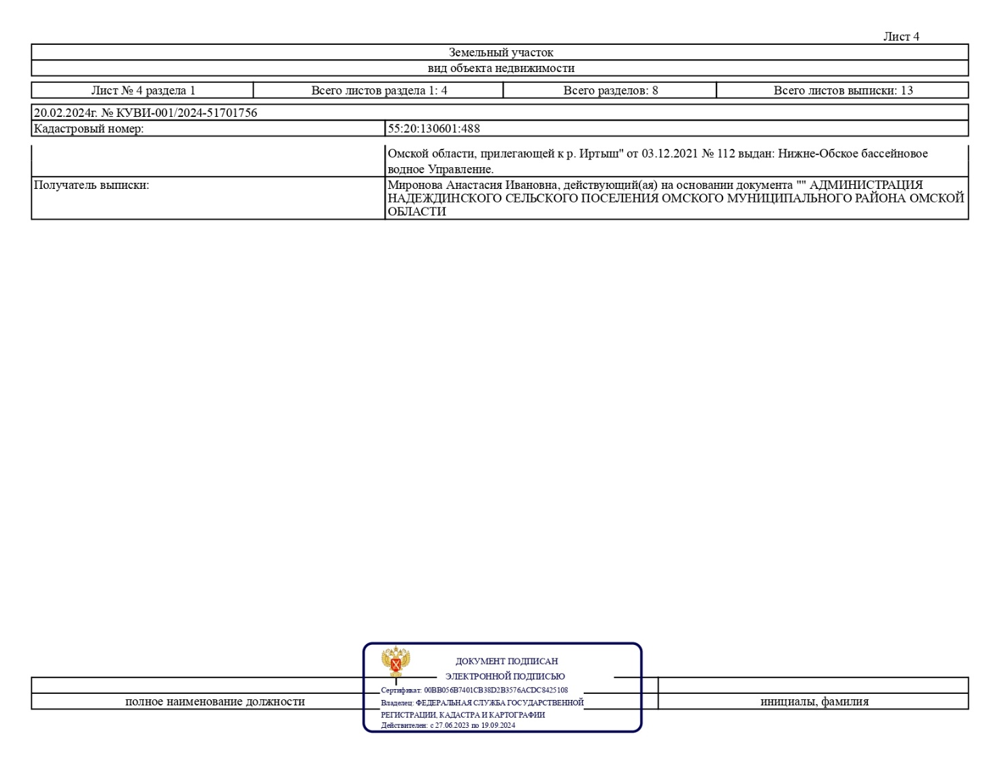 Лист 4
Земельный участок
вид объекта недвижимости
Лист № 4 раздела 1 Всего листов раздела 1: 4 Всего разделов: 8 Всего листов выписки: 13
20.02.2024г. № КУВИ-001/2024-51701756
Кадастровый номер: 55:20:130601:488
Омской области, прилегающей к р. Иртыш" от 03.12.2021 № 112 выдан: Нижне-Обское бассейновое
водное Управление.
Получатель выписки: Миронова Анастасия Ивановна, действующий(ая) на основании документа "" АДМИНИСТРАЦИЯ
НАДЕЖДИНСКОГО СЕЛЬСКОГО ПОСЕЛЕНИЯ ОМСКОГО МУНИЦИПАЛЬНОГО РАЙОНА ОМСКОЙ
ОБЛАСТИ
ДОКУМЕНТ ПОДПИСАН
ЭЛЕКТРОННОЙ ПОДПИСЬЮ
Сертификат: 00BB056B7401CB38D2B3576ACDC8425108
полное наименование должности Владелец: ФЕДЕРАЛЬНАЯ СЛУЖБА ГОСУДАРСТВЕННОЙ инициалы, фамилия
РЕГИСТРАЦИИ, КАДАСТРА И КАРТОГРАФИИ
Действителен: с 27.06.2023 по 19.09.2024